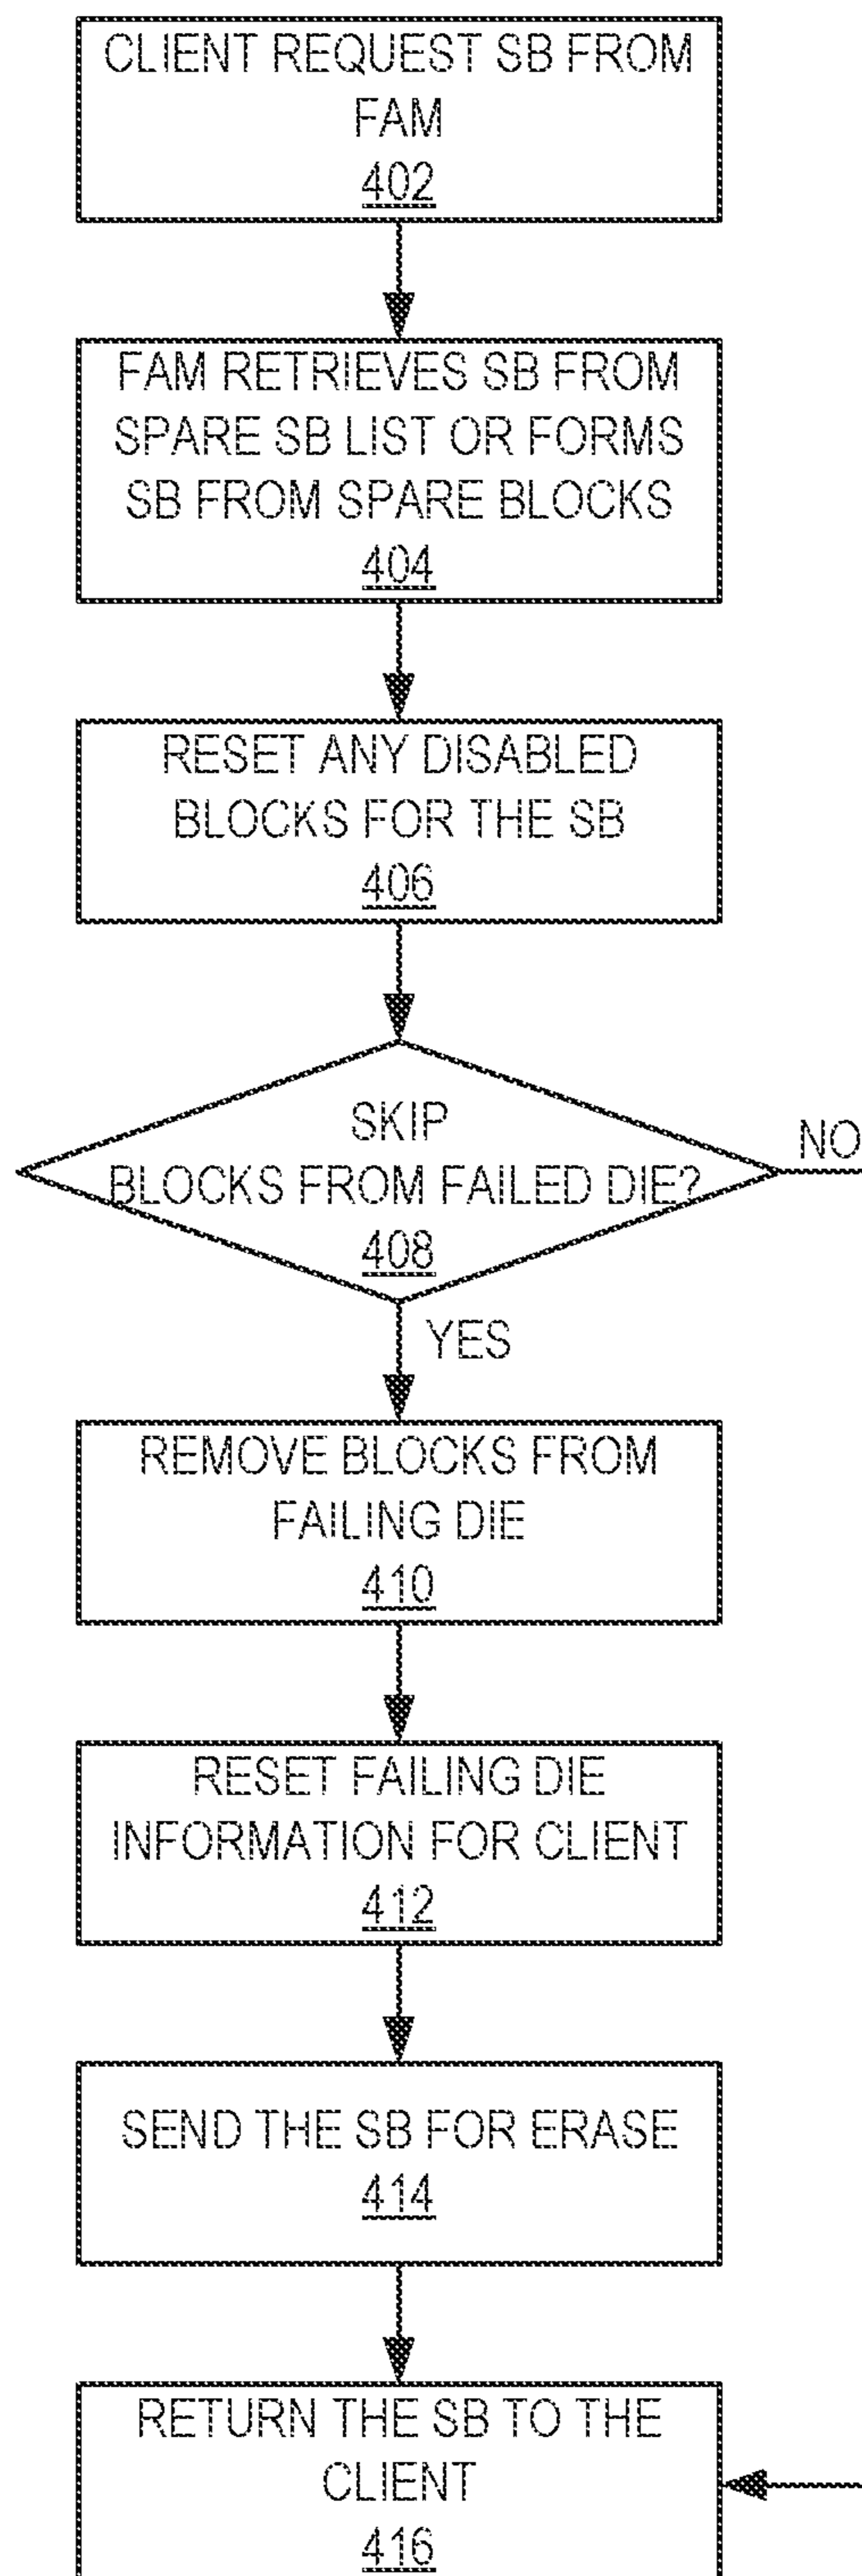 CLIENT REQUEST SB FROM
FAM
402
FAM RETRIEVES SB FROM
SPARE SB LIST OR FORMS
SB FROM SPARE BLOCKS
404
RESET ANY DISABLED
BLOCKS FOR THE SB
406
SKIP
BLOCKS FROM FAILED DIE?
408
NO
YES
REMOVE BLOCKS FROM
FAILING DIE
410
RESET FAILING DIE
INFORMATION FOR CLIENT
412
SEND THE SB FOR ERASE
414
RETURN THE SB TO THE
CLIENT
416